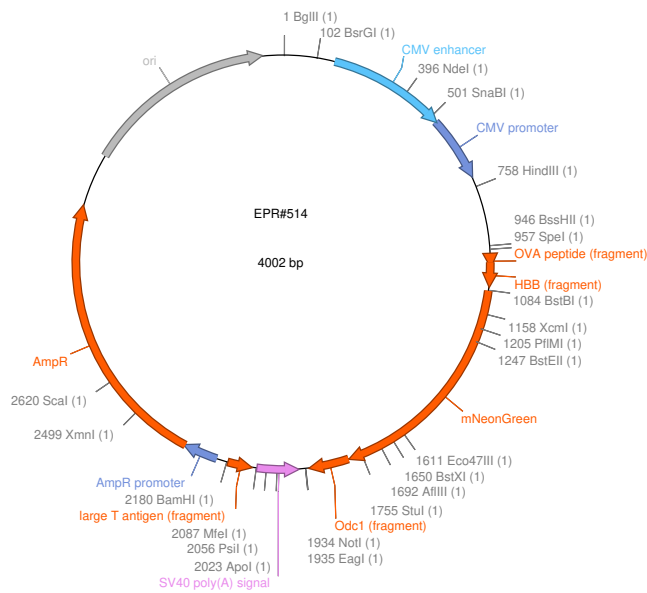 1 BglII (1)
102 BsrGI (1)
CMV enhancer
396 NdeI (1)
501 SnaBI (1)
CMV promoter
758 HindIII (1)
946 BssHII (1)
957 SpeI (1)
OVA peptide (fragment)
HBB (fragment)
1084 BstBI (1)
1158 XcmI (1)
1205 PflMI (1)
1247 BstEII (1)
mNeonGreen
1611 Eco47III (1)
1650 BstXI (1)
1692 AflIII (1)
1755 StuI (1)
Odc1 (fragment)
1934 NotI (1)
1935 EagI (1)
SV40 poly(A) signal
2023 ApoI (1)
2056 PsiI (1)
2087 MfeI (1)
large T antigen (fragment)
2180 BamHI (1)
AmpR promoter
2499 XmnI (1)
2620 ScaI (1)
AmpR
ori
EPR#514
4002 bp